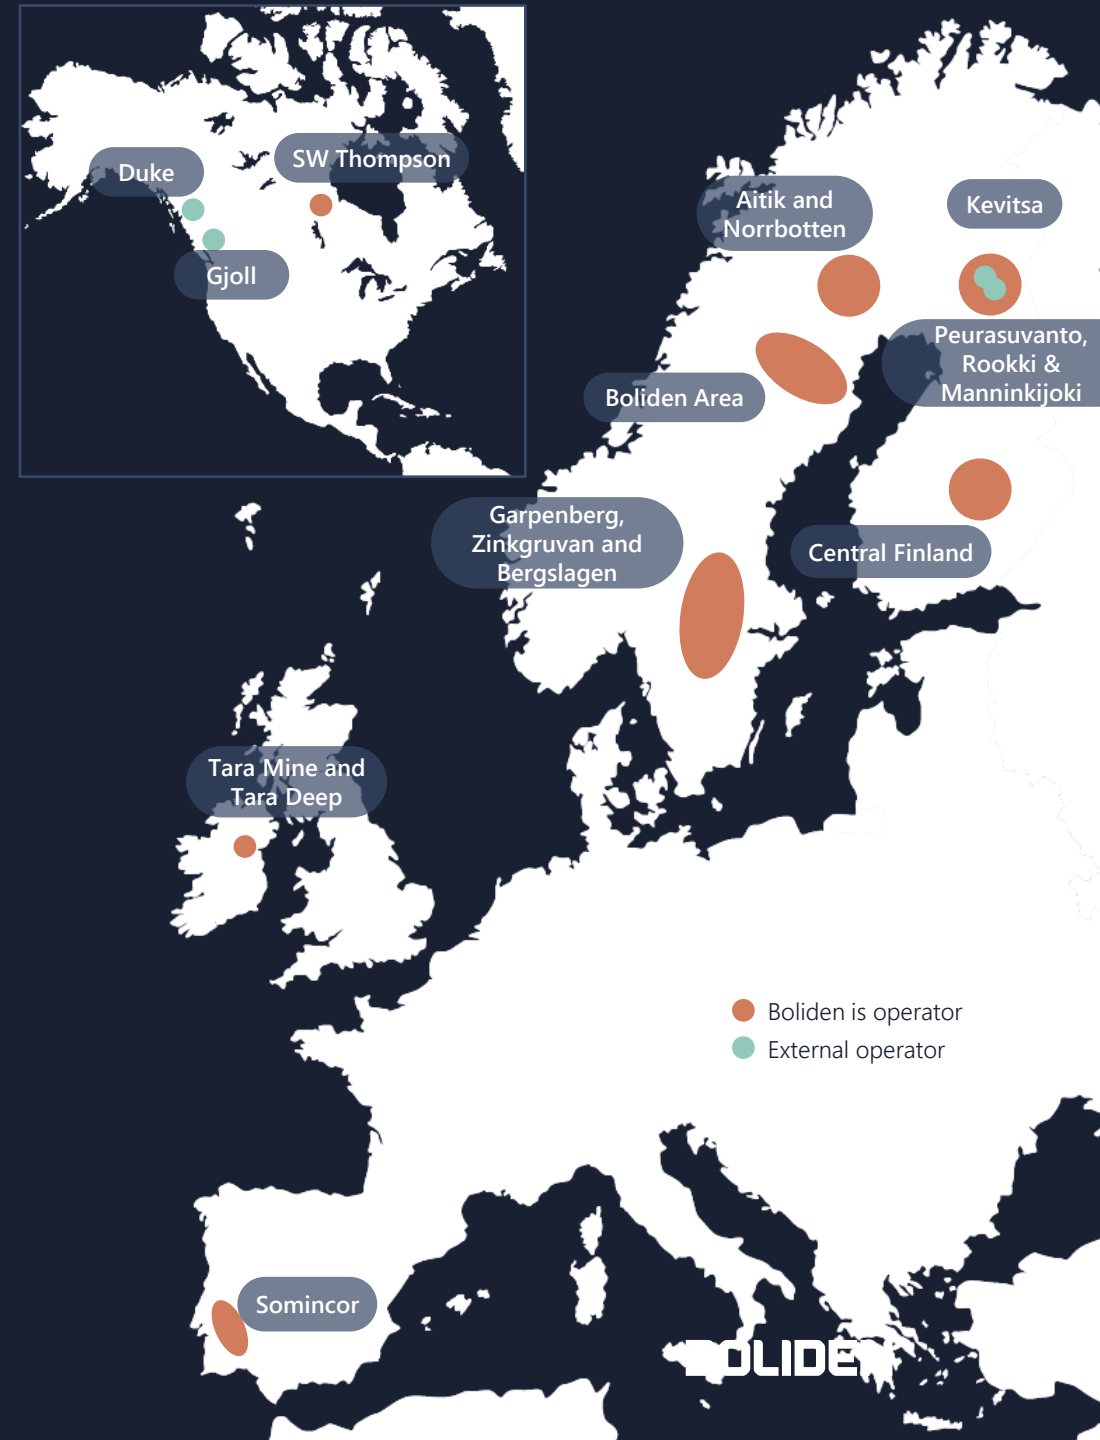 Duke
SW Thompson
Gjoll
Aitik and
Norrbotten
Kevitsa
Peurasuvanto,
Rookki &
Manninkijoki
Boliden Area
Garpenberg,
Zinkgruvan and
Bergslagen
Central Finland
Tara Mine and
Tara Deep
Boliden is operator
External operator
Somincor
BOLIDEN